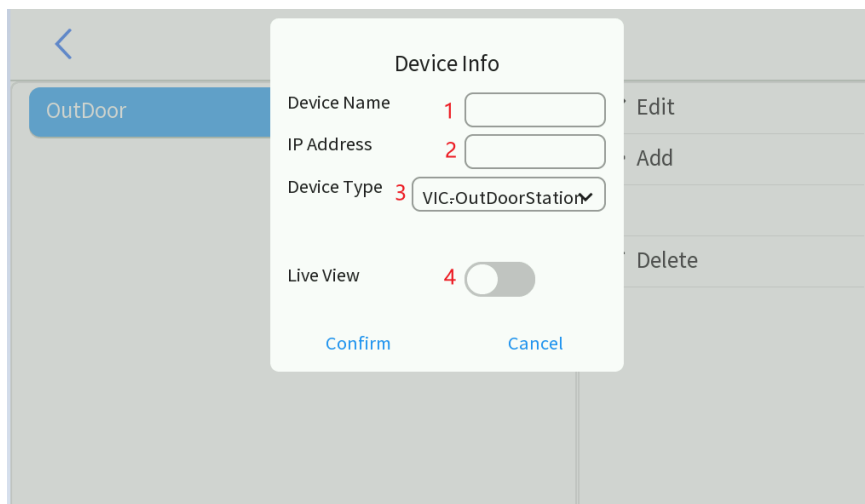 Device Info
OutDoor
Device Name 1
Edit
IP Address 2
Add
Device Type 3 VIC-OutDoorStation
Live View 4
Delete
Confirm Cancel